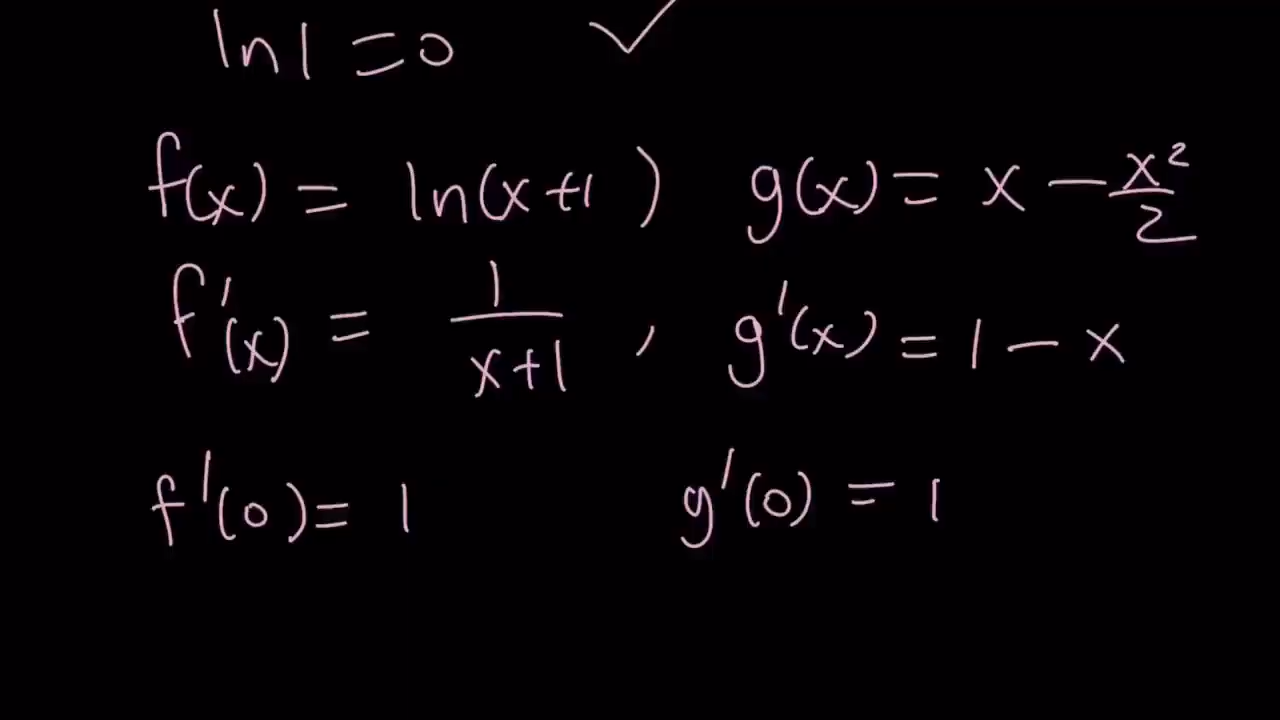 ln1 = 0 ✓
f(x) = ln(x+1) g(x) = x - x²/2
f'(x) = 1/(x+1) , g'(x) = 1 - x
f'(0) = 1 g'(0) = 1